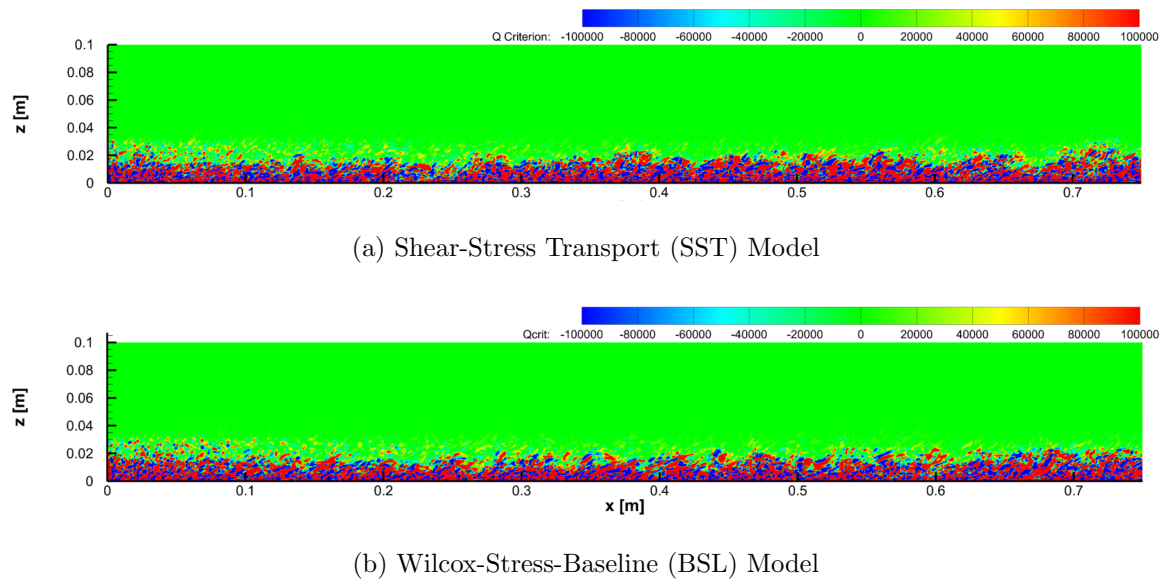 Q Criterion: -100000 -80000 -60000 -40000 -20000 0 20000 40000 60000 80000 100000
z [m]
0.1
0.08
0.06
0.04
0.02
0
0 0.1 0.2 0.3 0.4 0.5 0.6 0.7
(a) Shear-Stress Transport (SST) Model
Qcrit: -100000 -80000 -60000 -40000 -20000 0 20000 40000 60000 80000 100000
z [m]
0.1
0.08
0.06
0.04
0.02
0
0 0.1 0.2 0.3 0.4 0.5 0.6 0.7
x [m]
(b) Wilcox-Stress-Baseline (BSL) Model